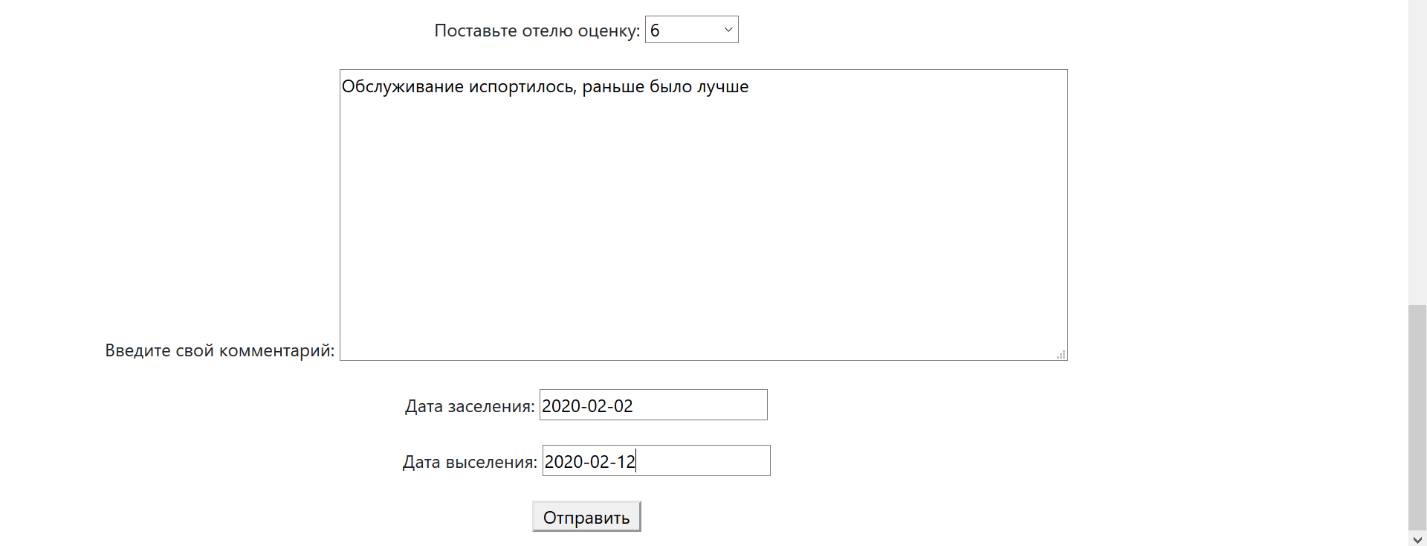 Поставьте отелю оценку: 6
Обслуживание испортилось, раньше было лучше
Введите свой комментарий:
Дата заселения: 2020-02-02
Дата выселения: 2020-02-12
Отправить